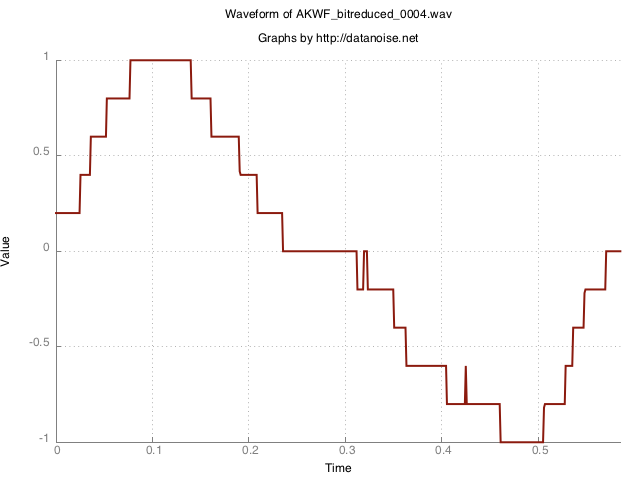 Waveform of AKWF_bitreduced_0004.wav
Graphs by http://datanoise.net
1
0.5
0
-0.5
-1
Value
0 0.1 0.2 0.3 0.4 0.5
Time